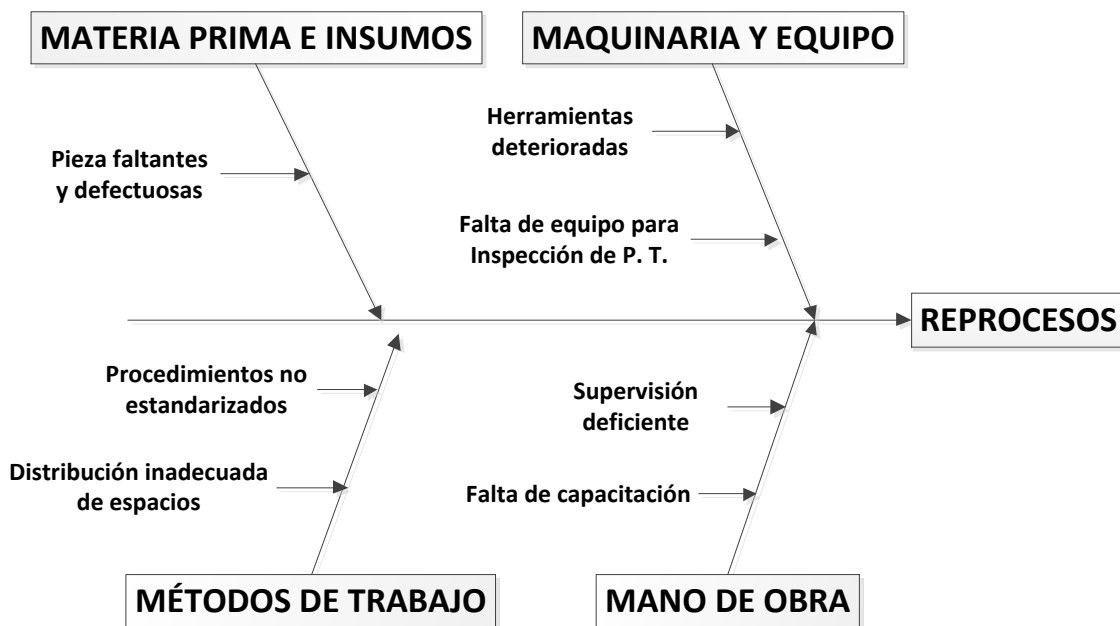 MATERIA PRIMA E INSUMOS
MAQUINARIA Y EQUIPO
Herramientas
deterioradas
Pieza faltantes
y defectuosas
Falta de equipo para
Inspección de P. T.
REPROCESOS
Procedimientos no
estandarizados
Supervisión
deficiente
Distribución inadecuada
de espacios
Falta de capacitación
MÉTODOS DE TRABAJO
MANO DE OBRA